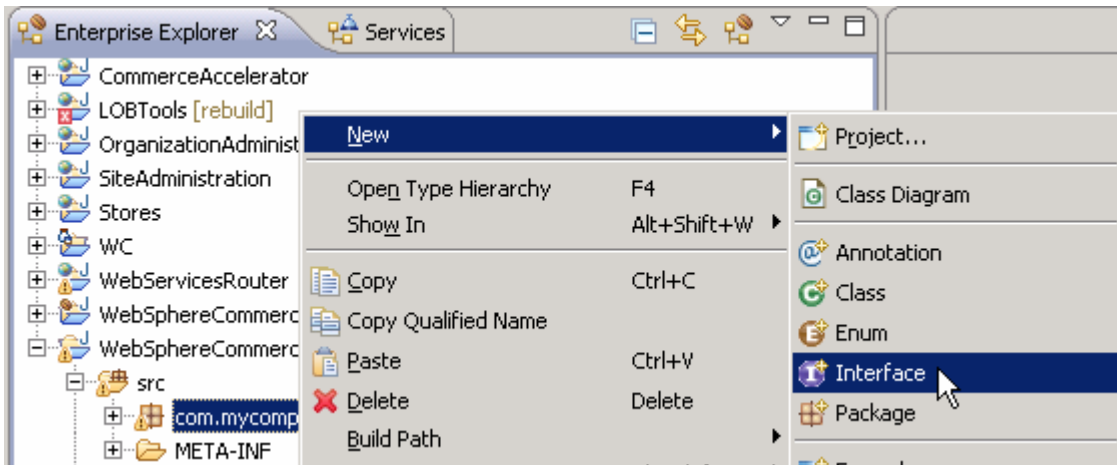 Enterprise Explorer Services
CommerceAccelerator
LOBTools [rebuild]
OrganizationAdminist
SiteAdministration
Stores
WC
WebServicesRouter
WebSphereCommerc
WebSphereCommerc
src
com.mycomp
META-INF
New
Open Type Hierarchy F4
Show In Alt+Shift+W
Copy Ctrl+C
Copy Qualified Name
Paste Ctrl+V
Delete Delete
Build Path
Project...
Class Diagram
Annotation
Class
Enum
Interface
Package